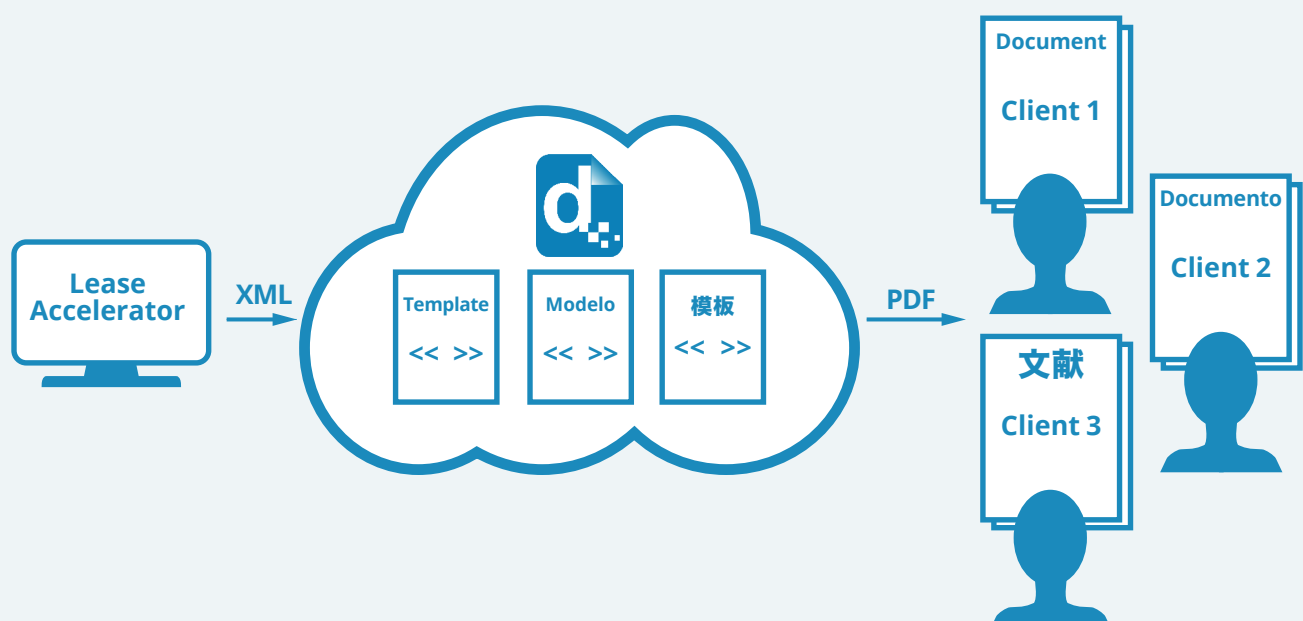 Lease
Accelerator
XML
d
Template
<< >>
Modelo
<< >>
模板
<< >>
PDF
Document
Client 1
Documento
Client 2
文献
Client 3